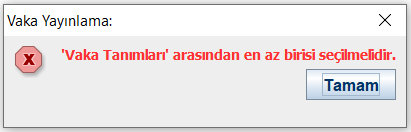 Vaka Yayınlama:
'Vaka Tanımları' arasından en az birisi seçilmelidir.
Tamam